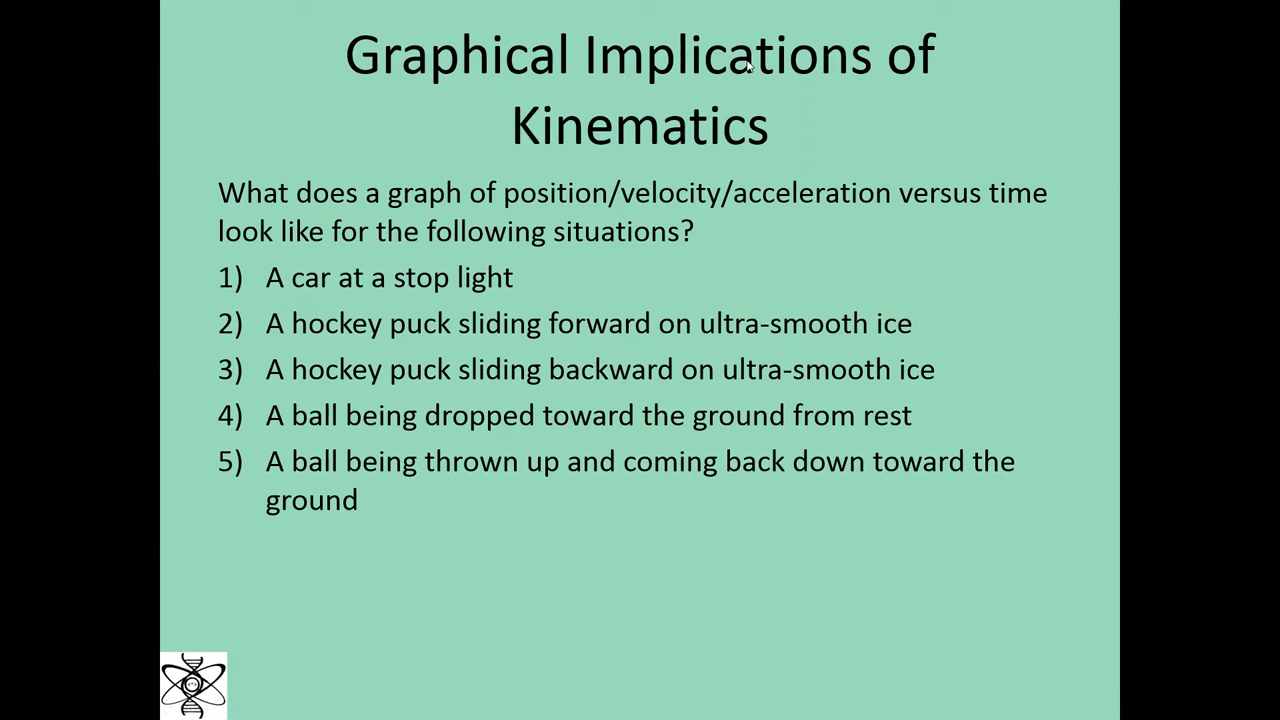 Graphical Implications of
Kinematics
What does a graph of position/velocity/acceleration versus time
look like for the following situations?
1) A car at a stop light
2) A hockey puck sliding forward on ultra-smooth ice
3) A hockey puck sliding backward on ultra-smooth ice
4) A ball being dropped toward the ground from rest
5) A ball being thrown up and coming back down toward the
ground